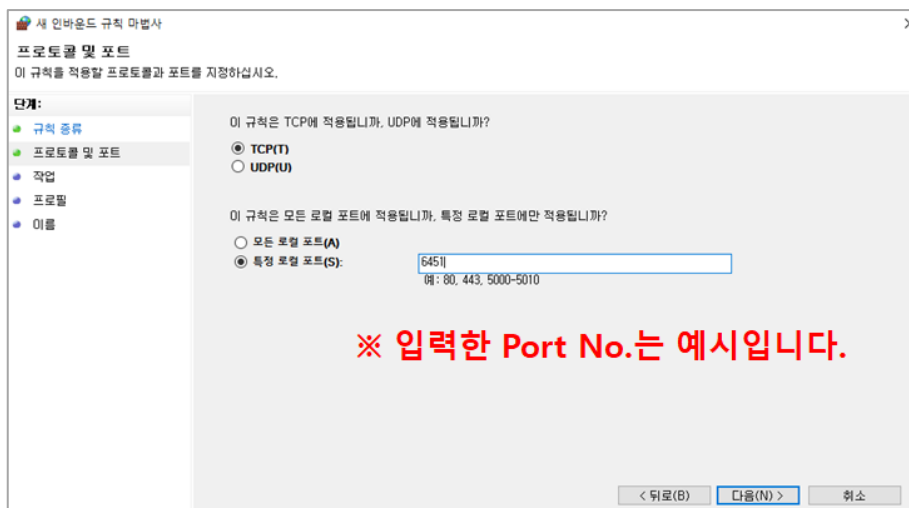 새 인바운드 규칙 마법사
프로토콜 및 포트
이 규칙을 적용할 프로토콜과 포트를 지정하십시오.
단계:
규칙 종류
프로토콜 및 포트
작업
프로필
이름
이 규칙은 TCP에 적용됩니까, UDP에 적용됩니까?
TCP(T)
UDP(U)
이 규칙은 모든 로컬 포트에 적용됩니까, 특정 로컬 포트에만 적용됩니까?
모든 로컬 포트(A)
특정 로컬 포트(S):
6451
예: 80, 443, 5000-5010
※ 입력한 Port No.는 예시입니다.
< 뒤로(B)
다음(N) >
취소